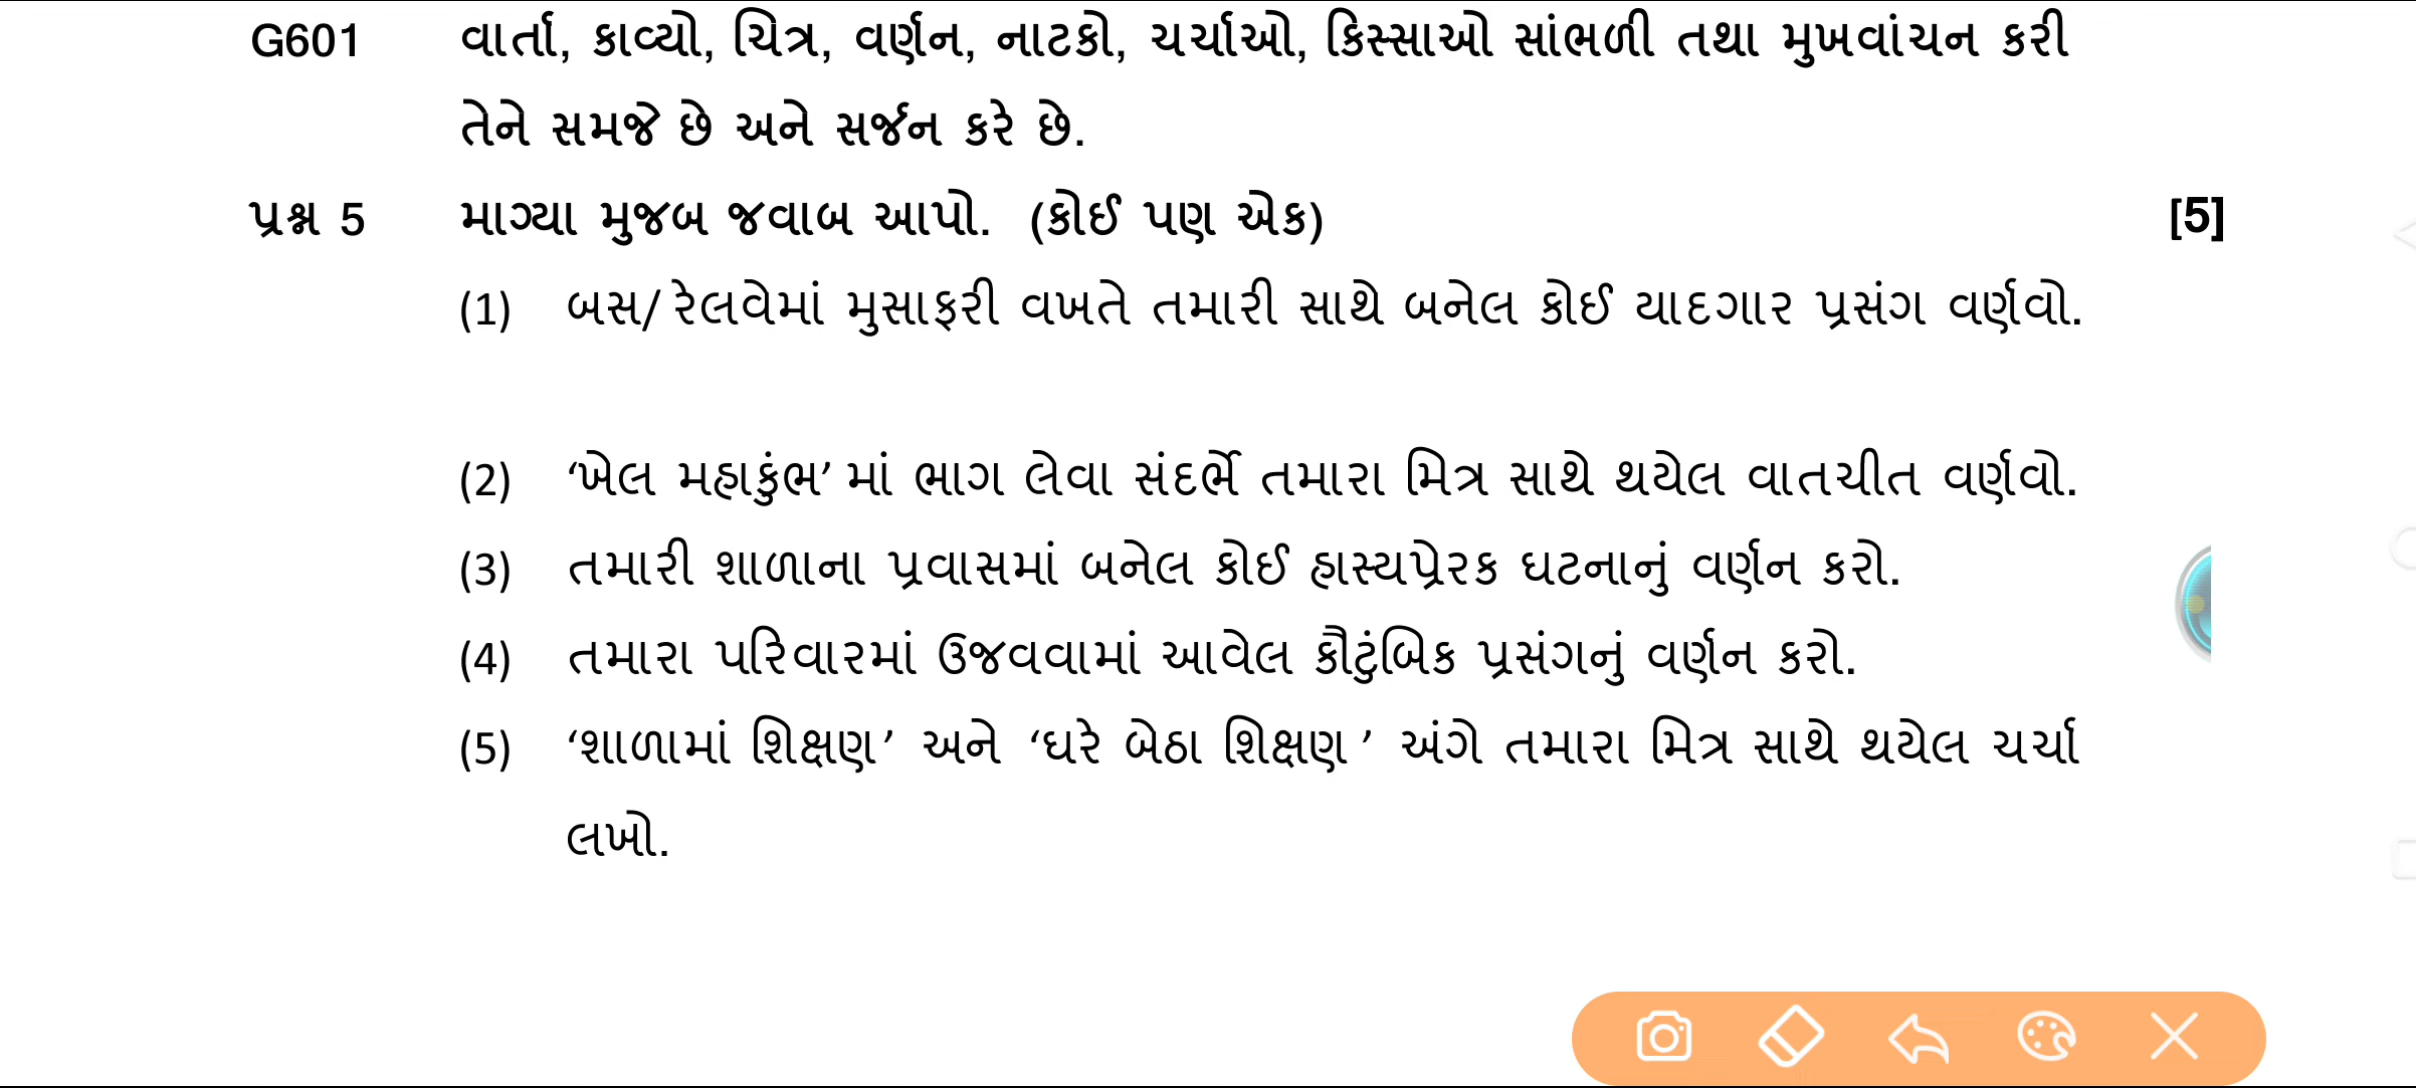 G601 વાર્તા, કાવ્યો, ચિત્ર, વર્ણન, નાટકો, ચર્ચાઓ, કિસ્સાઓ સાંભળી તથા મુખવાંચન કરી
તેને સમજે છે અને સર્જન કરે છે.
પ્રશ્ન 5 માગ્યા મુજબ જવાબ આપો. (કોઈ પણ એક) [5]
(1) બસ/ રેલવેમાં મુસાફરી વખતે તમારી સાથે બનેલ કોઈ યાદગાર પ્રસંગ વર્ણવો.
(2) ‘ખેલ મહાકુંભ’ માં ભાગ લેવા સંદર્ભે તમારા મિત્ર સાથે થયેલ વાતચીત વર્ણવો.
(3) તમારી શાળાના પ્રવાસમાં બનેલ કોઈ હાસ્યપ્રેરક ઘટનાનું વર્ણન કરો.
(4) તમારા પરિવારમાં ઉજવવામાં આવેલ કૌટુંબિક પ્રસંગનું વર્ણન કરો.
(5) ‘શાળામાં શિક્ષણ’ અને ‘ઘરે બેઠા શિક્ષણ ’ અંગે તમારા મિત્ર સાથે થયેલ ચર્ચા
લખો.